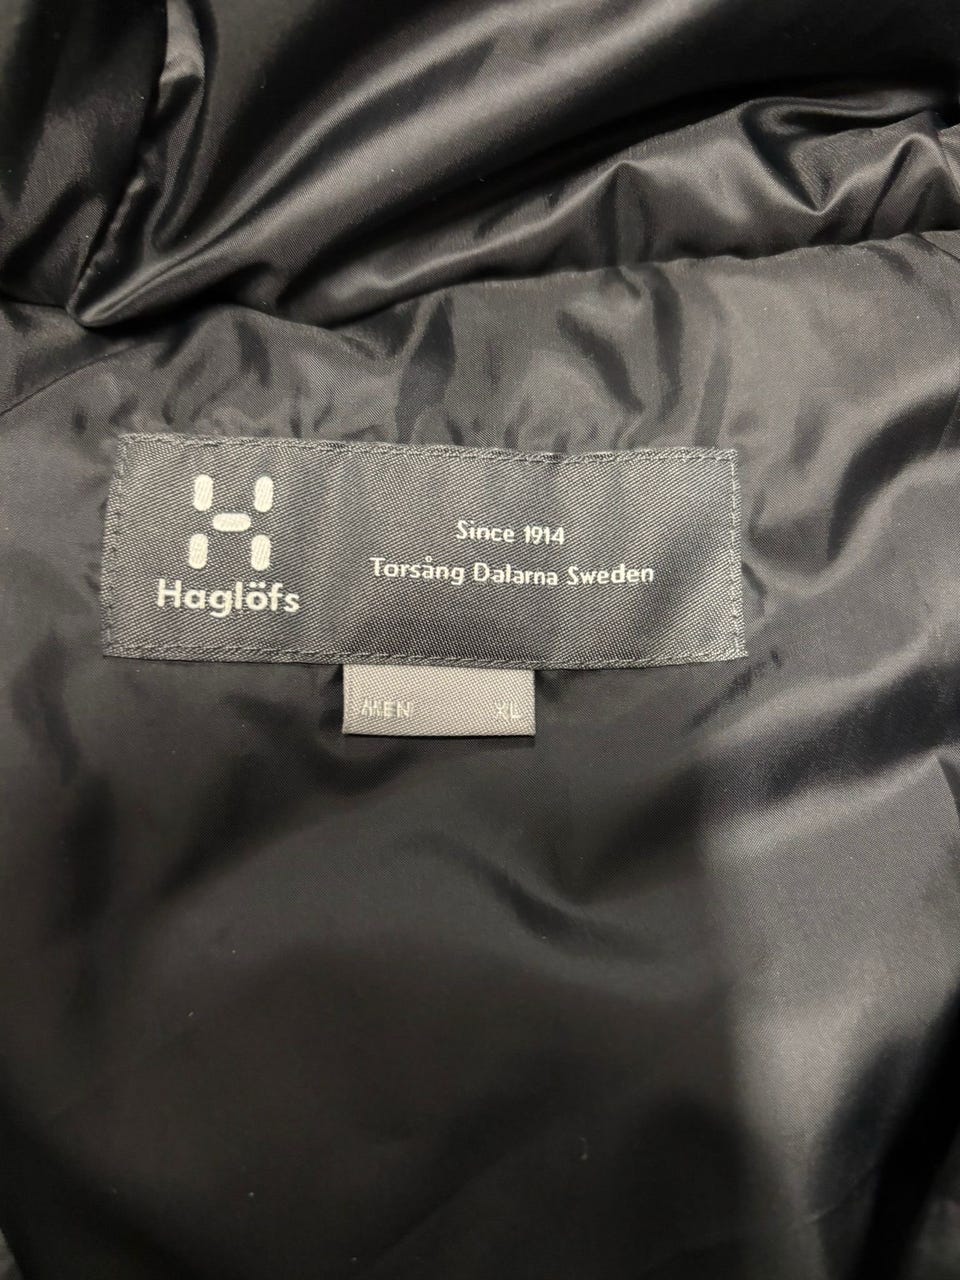 Haglöfs
Since 1914
Torsång Dalarna Sweden
MEN XL